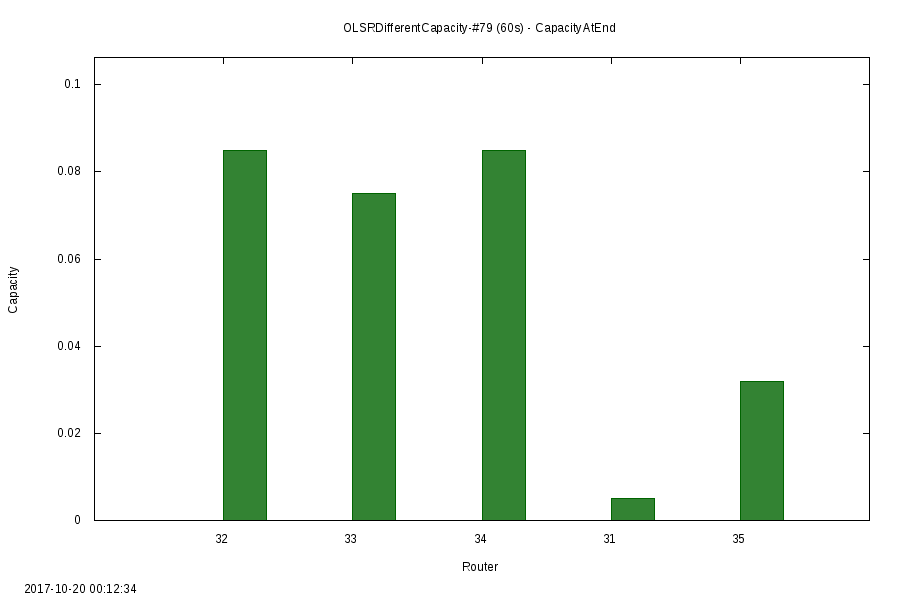 OLSRDifferentCapacity-#79 (60s) - CapacityAtEnd
0.1
0.08
0.06
0.04
0.02
0
Capacity
32 33 34 31 35
Router
2017-10-20 00:12:34